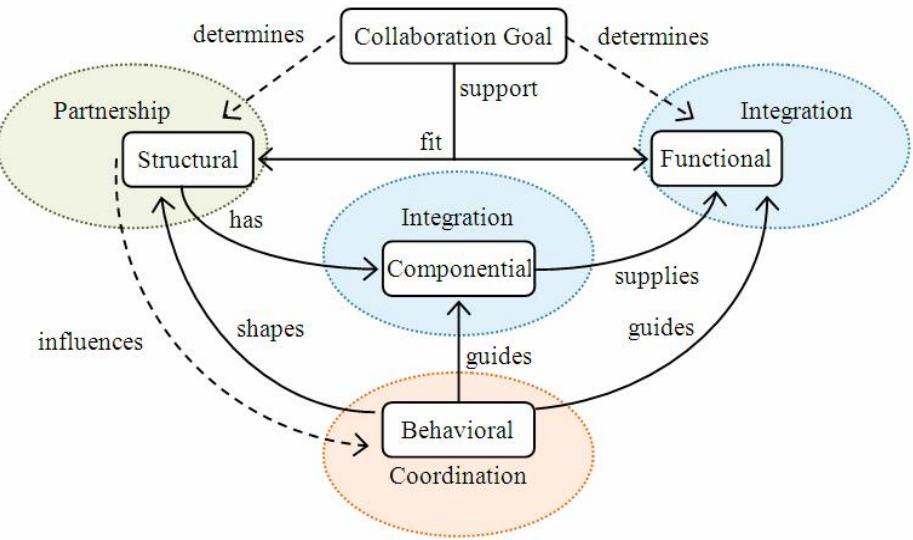 determines
Collaboration Goal
determines
support
Partnership
Integration
fit
Structural
Functional
has
Integration
Componential
supplies
influences
shapes
guides
guides
Behavioral
Coordination